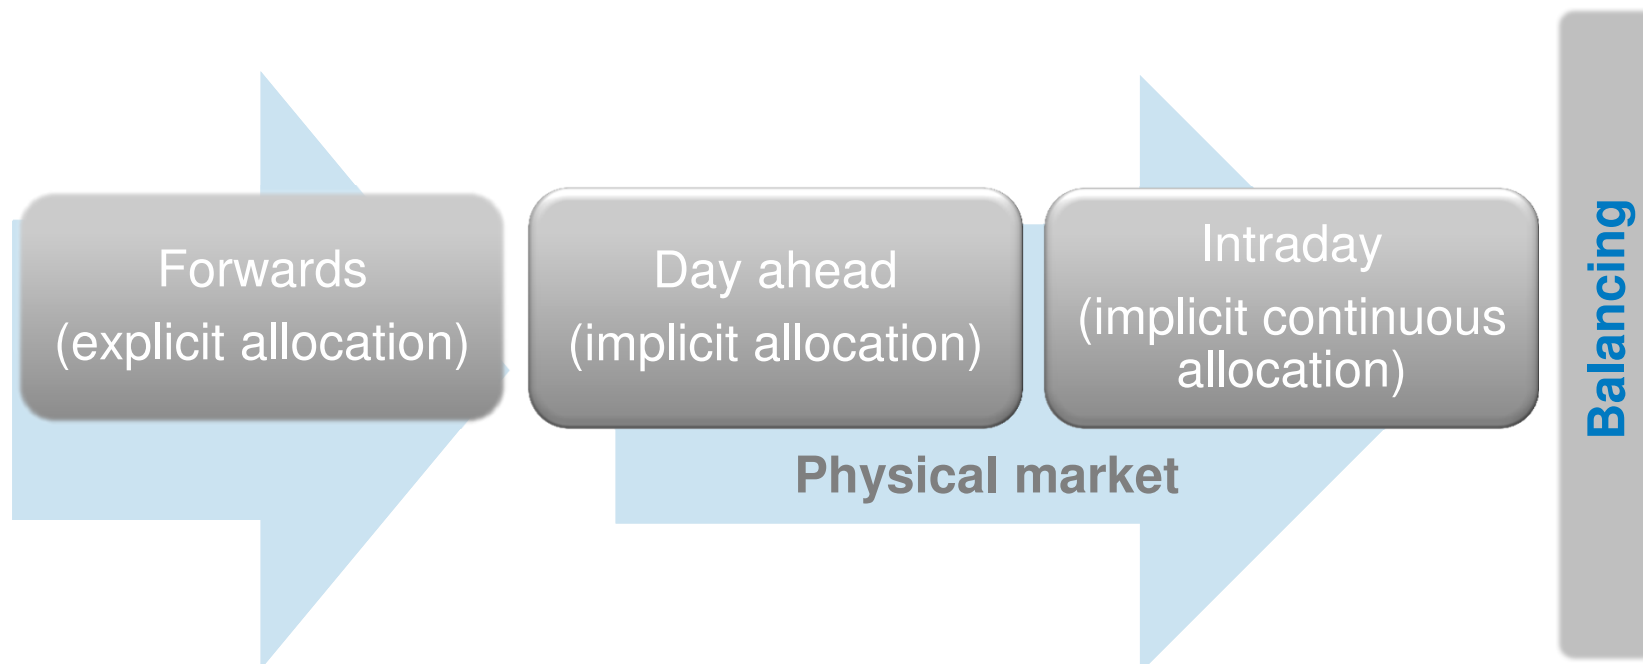 Forwards
(explicit allocation)
Day ahead
(implicit allocation)
Intraday
(implicit continuous
allocation)
Physical market
Balancing